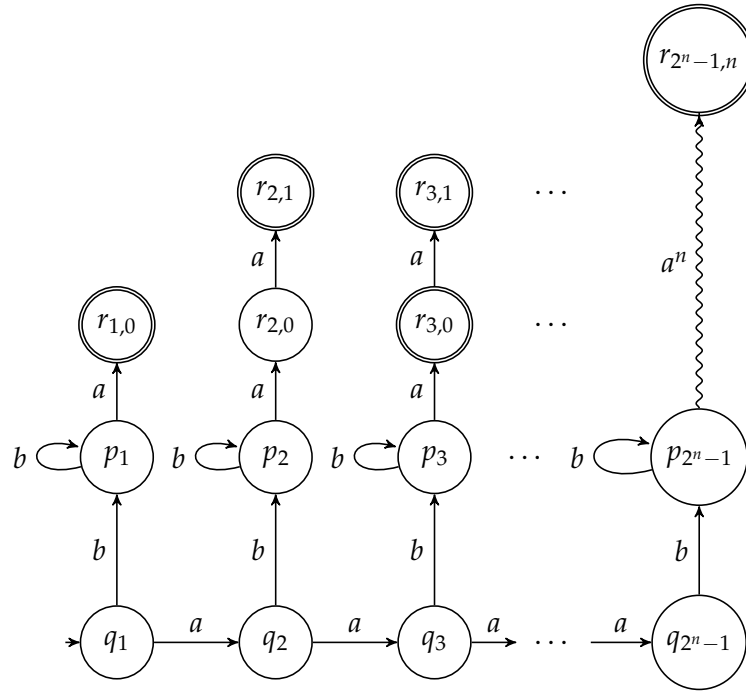 r_{2^n−1,n}
r_{2,1} r_{3,1} ···
a a a^n
r_{1,0} r_{2,0} r_{3,0} ···
a a a
b p_1 b p_2 b p_3 ··· b p_{2^n−1}
b b b b
q_1 a q_2 a q_3 a ··· a q_{2^n−1}